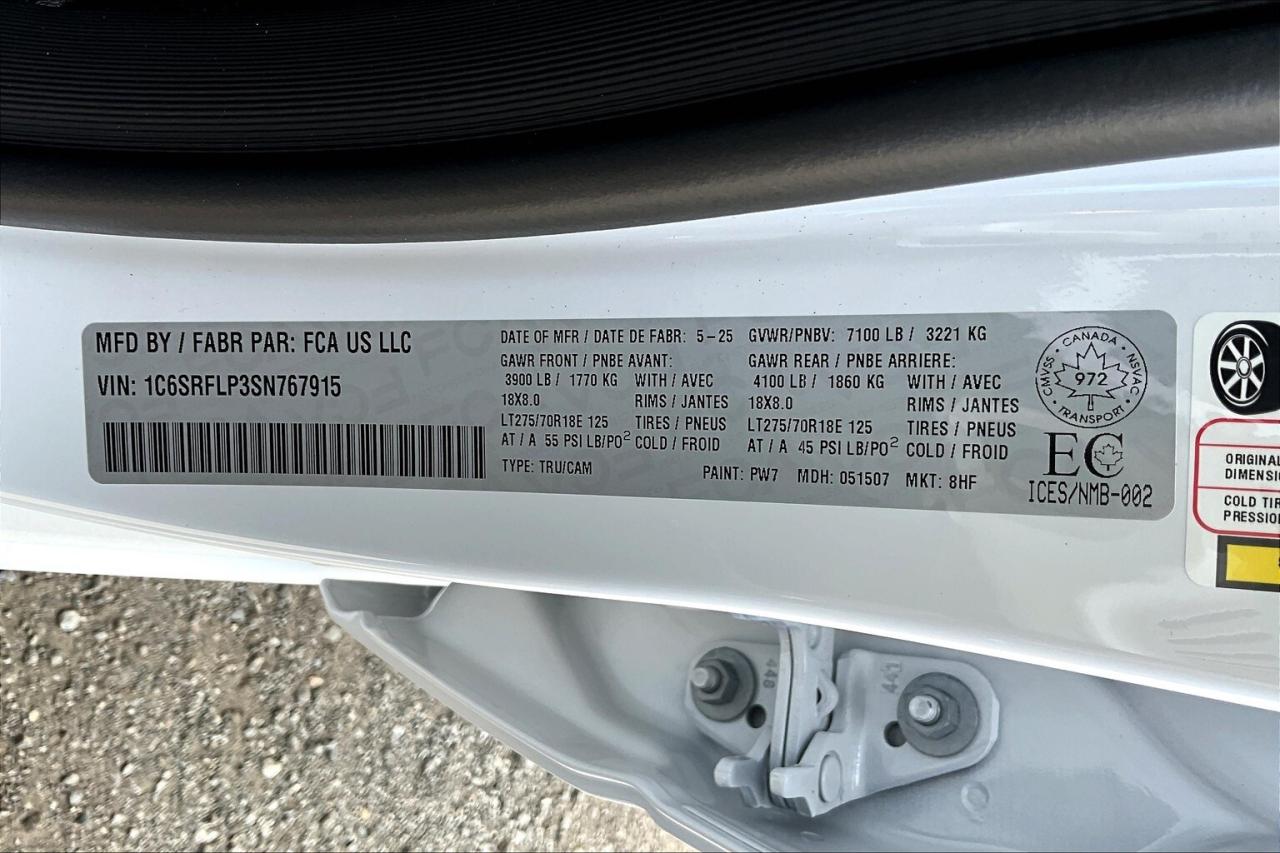 MFD BY / FABR PAR: FCA US LLC
VIN: 1C6SRFLP3SN767915
DATE OF MFR / DATE DE FABR: 5-25 GVWR/PNBV: 7100 LB / 3221 KG
GAWR FRONT / PNBE AVANT: GAWR REAR / PNBE ARRIERE:
3900 LB / 1770 KG WITH / AVEC 4100 LB / 1860 KG WITH / AVEC
18X8.0 RIMS / JANTES 18X8.0 RIMS / JANTES
LT275/70R18E 125 TIRES / PNEUS LT275/70R18E 125 TIRES / PNEUS
AT / A 55 PSI LB/PO² COLD / FROID AT / A 45 PSI LB/PO² COLD / FROID
TYPE: TRU/CAM PAINT: PW7 MDH: 051507 MKT: 8HF
CMVSS · CANADA · NSVAC · TRANSPORT ·
972
EC
ICES/NMB-002
ORIGINAL
DIMENSIO
COLD TIR
PRESSION
448
441